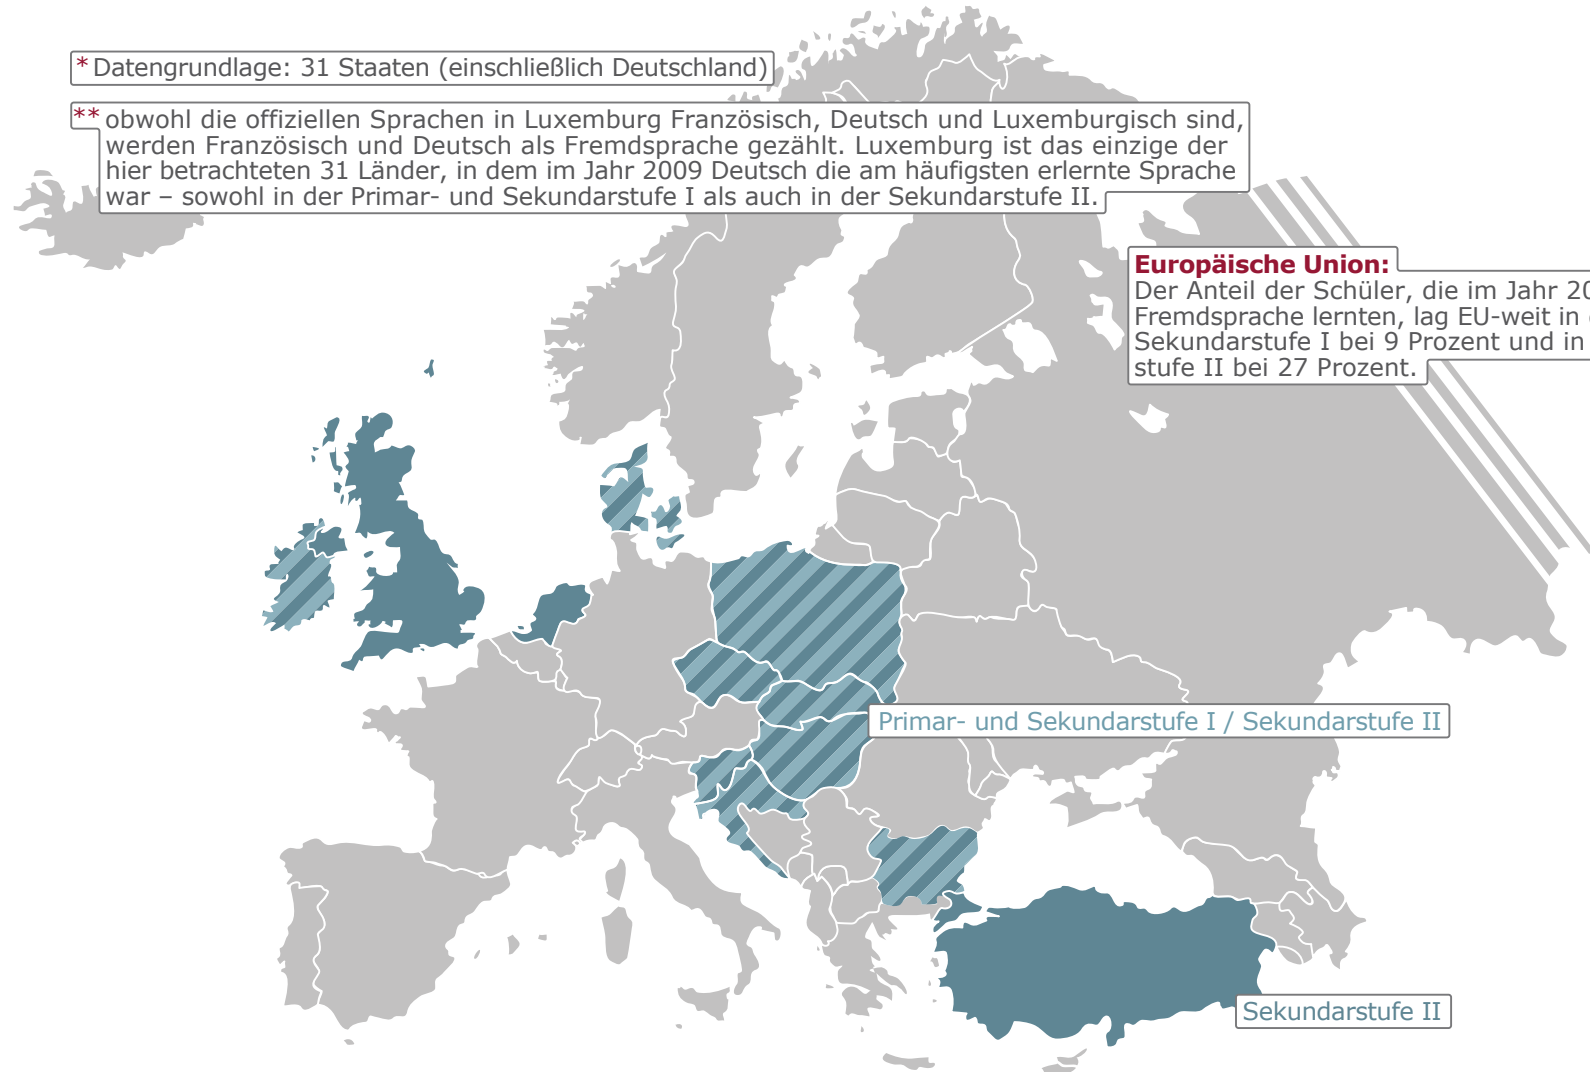 * Datengrundlage: 31 Staaten (einschließlich Deutschland)
** obwohl die offiziellen Sprachen in Luxemburg Französisch, Deutsch und Luxemburgisch sind,
werden Französisch und Deutsch als Fremdsprache gezählt. Luxemburg ist das einzige der
hier betrachteten 31 Länder, in dem im Jahr 2009 Deutsch die am häufigsten erlernte Sprache
war – sowohl in der Primar- und Sekundarstufe I als auch in der Sekundarstufe II.
Europäische Union:
Der Anteil der Schüler, die im Jahr
Fremdsprache lernten, lag EU-weit in
Sekundarstufe I bei 9 Prozent und in
stufe II bei 27 Prozent.
Primar- und Sekundarstufe I / Sekundarstufe II
Sekundarstufe II